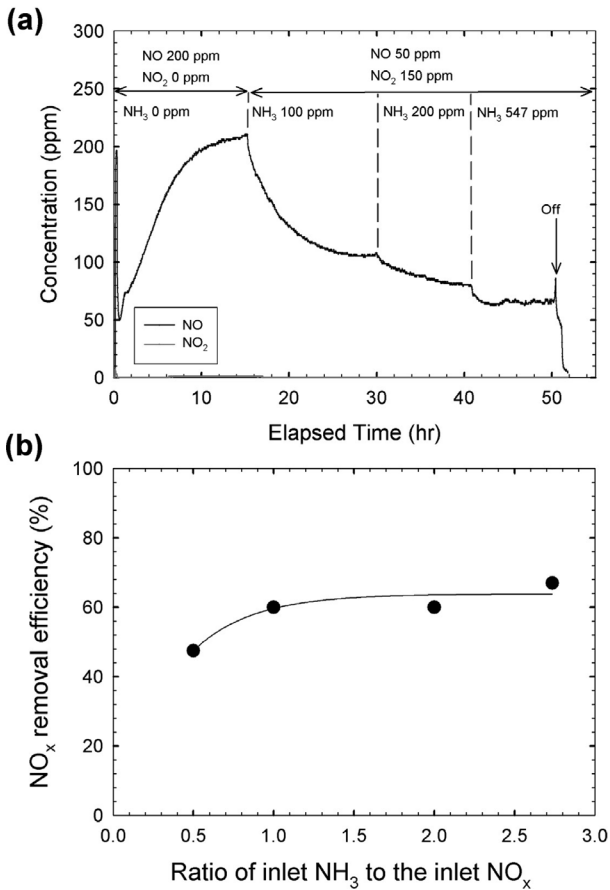 (a)
300
250
200
150
100
50
0
Concentration (ppm)
NO 200 ppm
NO₂ 0 ppm
NO 50 ppm
NO₂ 150 ppm
NH₃ 0 ppm
NH₃ 100 ppm
NH₃ 200 ppm
NH₃ 547 ppm
Off
NO
NO₂
0 10 20 30 40 50
Elapsed Time (hr)
(b)
100
80
60
40
20
0
NOₓ removal efficiency (%)
0.0 0.5 1.0 1.5 2.0 2.5 3.0
Ratio of inlet NH₃ to the inlet NOₓ